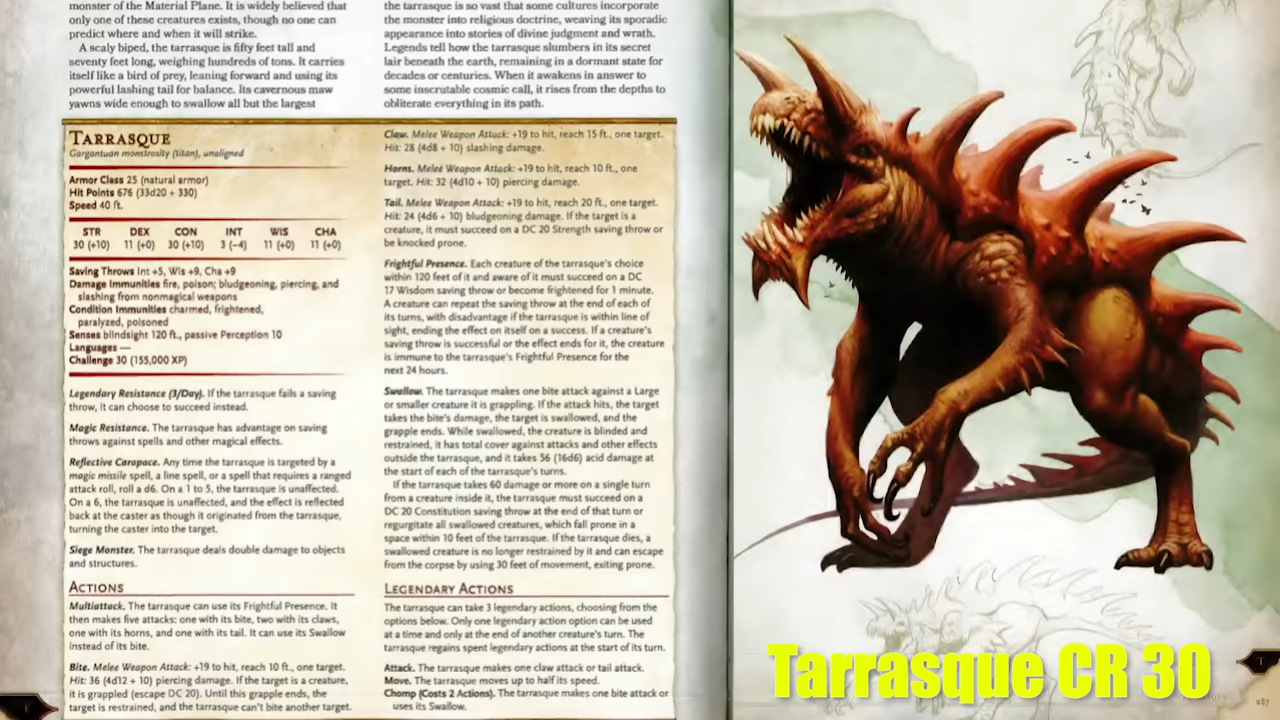 monster of the Material Plane. It is widely believed that
only one of these creatures exists, though no one can
predict where and when it will strike.
A scaly biped, the tarrasque is fifty feet tall and
seventy feet long, weighing hundreds of tons. It carries
itself like a bird of prey, leaning forward and using its
powerful lashing tail for balance. Its cavernous maw
yawns wide enough to swallow all but the largest
the tarrasque is so vast that some cultures incorporate
the monster into religious doctrine, weaving its sporadic
appearance into stories of divine judgment and wrath.
Legends tell how the tarrasque slumbers in its secret
lair beneath the earth, remaining in a dormant state for
decades or centuries. When it awakens in answer to
some inscrutable cosmic call, it rises from the depths to
obliterate everything in its path.
TARRASQUE
Gargantuan monstrosity (titan), unaligned
Armor Class 25 (natural armor)
Hit Points 676 (33d20 + 330)
Speed 40 ft.
STR DEX CON INT WIS CHA
30 (+10) 11 (+0) 30 (+10) 3 (−4) 11 (+0) 11 (+0)
Saving Throws Int +5, Wis +9, Cha +9
Damage Immunities fire, poison; bludgeoning, piercing, and
slashing from nonmagical weapons
Condition Immunities charmed, frightened,
paralyzed, poisoned
Senses blindsight 120 ft., passive Perception 10
Languages —
Challenge 30 (155,000 XP)
Legendary Resistance (3/Day). If the tarrasque fails a saving
throw, it can choose to succeed instead.
Magic Resistance. The tarrasque has advantage on saving
throws against spells and other magical effects.
Reflective Carapace. Any time the tarrasque is targeted by a
magic missile spell, a line spell, or a spell that requires a ranged
attack roll, roll a d6. On a 1 to 5, the tarrasque is unaffected.
On a 6, the tarrasque is unaffected, and the effect is reflected
back at the caster as though it originated from the tarrasque,
turning the caster into the target.
Siege Monster. The tarrasque deals double damage to objects
and structures.
ACTIONS
Multiattack. The tarrasque can use its Frightful Presence. It
then makes five attacks: one with its bite, two with its claws,
one with its horns, and one with its tail. It can use its Swallow
instead of its bite.
Bite. Melee Weapon Attack: +19 to hit, reach 10 ft., one target.
Hit: 36 (4d12 + 10) piercing damage. If the target is a creature,
it is grappled (escape DC 20). Until this grapple ends, the
target is restrained, and the tarrasque can't bite another target.
Claw. Melee Weapon Attack: +19 to hit, reach 15 ft., one target.
Hit: 28 (4d8 + 10) slashing damage.
Horns. Melee Weapon Attack: +19 to hit, reach 10 ft., one
target. Hit: 32 (4d10 + 10) piercing damage.
Tail. Melee Weapon Attack: +19 to hit, reach 20 ft., one target.
Hit: 24 (4d6 + 10) bludgeoning damage. If the target is a
creature, it must succeed on a DC 20 Strength saving throw or
be knocked prone.
Frightful Presence. Each creature of the tarrasque's choice
within 120 feet of it and aware of it must succeed on a DC
17 Wisdom saving throw or become frightened for 1 minute.
A creature can repeat the saving throw at the end of each of
its turns, with disadvantage if the tarrasque is within line of
sight, ending the effect on itself on a success. If a creature's
saving throw is successful or the effect ends for it, the creature
is immune to the tarrasque's Frightful Presence for the
next 24 hours.
Swallow. The tarrasque makes one bite attack against a Large
or smaller creature it is grappling. If the attack hits, the target
takes the bite's damage, the target is swallowed, and the
grapple ends. While swallowed, the creature is blinded and
restrained, it has total cover against attacks and other effects
outside the tarrasque, and it takes 56 (16d6) acid damage at
the start of each of the tarrasque's turns.
If the tarrasque takes 60 damage or more on a single turn
from a creature inside it, the tarrasque must succeed on a
DC 20 Constitution saving throw at the end of that turn or
regurgitate all swallowed creatures, which fall prone in a
space within 10 feet of the tarrasque. If the tarrasque dies, a
swallowed creature is no longer restrained by it and can escape
from the corpse by using 30 feet of movement, exiting prone.
LEGENDARY ACTIONS
The tarrasque can take 3 legendary actions, choosing from the
options below. Only one legendary action option can be used
at a time and only at the end of another creature's turn. The
tarrasque regains spent legendary actions at the start of its turn.
Attack. The tarrasque makes one claw attack or tail attack.
Move. The tarrasque moves up to half its speed.
Chomp (Costs 2 Actions). The tarrasque makes one bite attack or
uses its Swallow.
Tarrasque CR 30
T
287